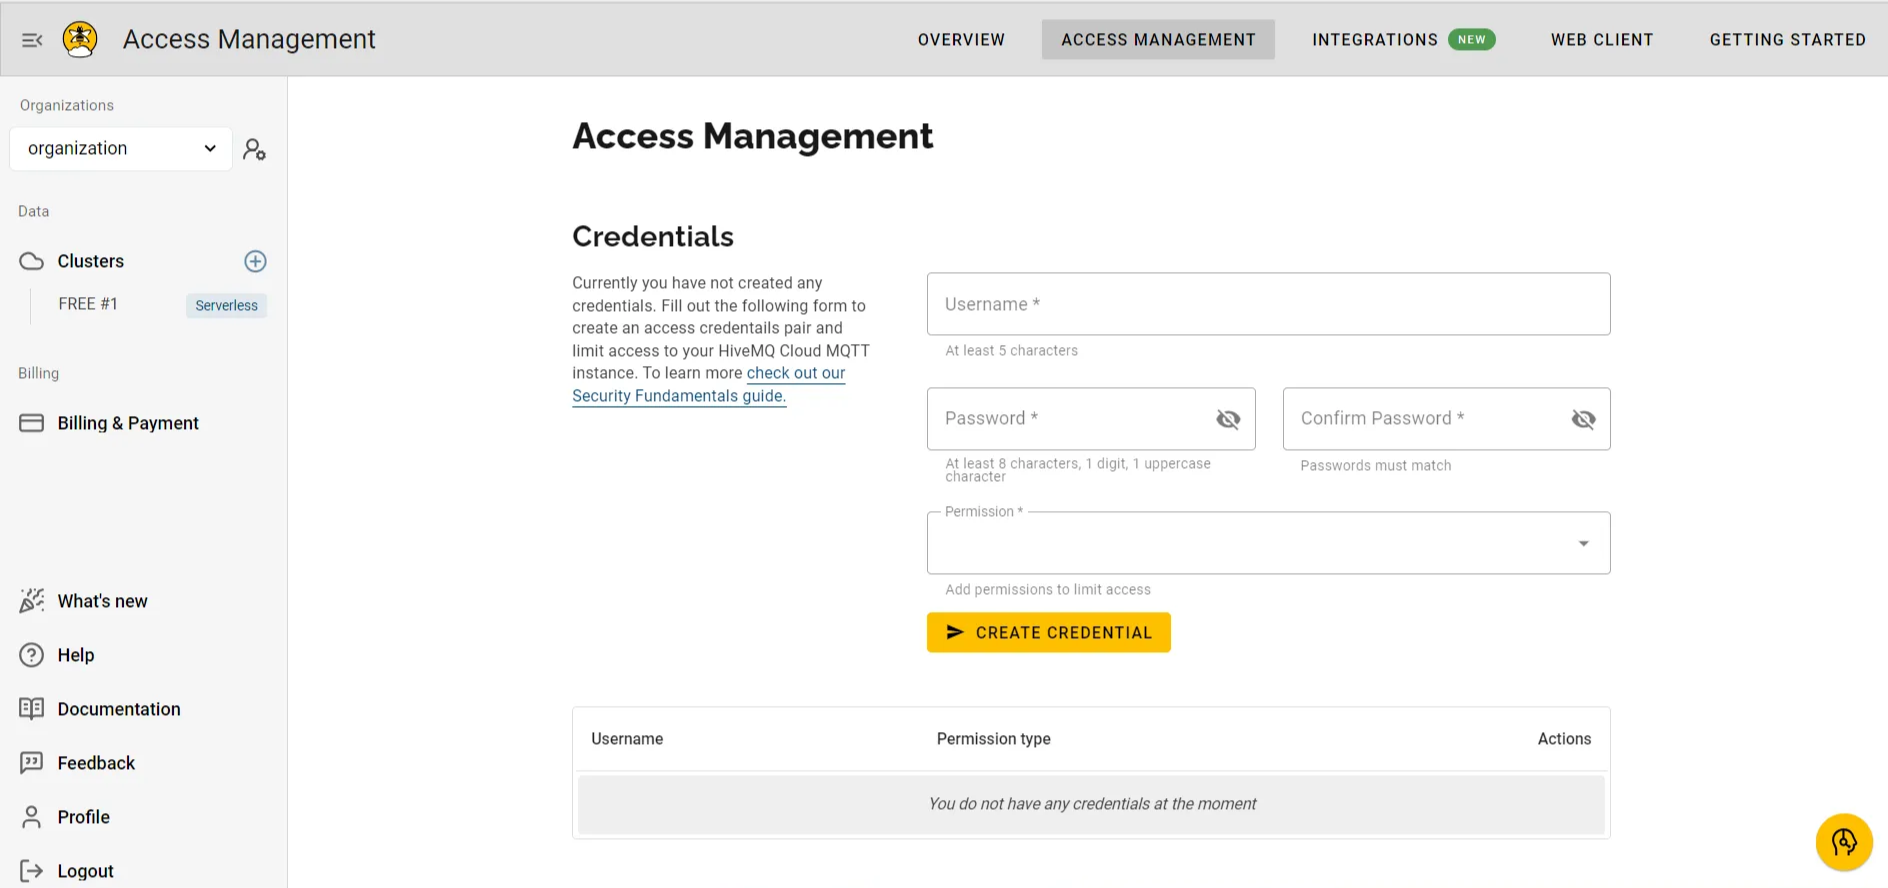 Access Management
OVERVIEW
ACCESS MANAGEMENT
INTEGRATIONS NEW
WEB CLIENT
GETTING STARTED
Organizations
organization
Data
Clusters
FREE #1 Serverless
Billing
Billing & Payment
What's new
Help
Documentation
Feedback
Profile
Logout
Access Management
Credentials
Currently you have not created any
credentials. Fill out the following form to
create an access credentails pair and
limit access to your HiveMQ Cloud MQTT
instance. To learn more check out our
Security Fundamentals guide.
Username *
At least 5 characters
Password *
At least 8 characters, 1 digit, 1 uppercase
character
Confirm Password *
Passwords must match
Permission *
Add permissions to limit access
CREATE CREDENTIAL
Username Permission type Actions
You do not have any credentials at the moment